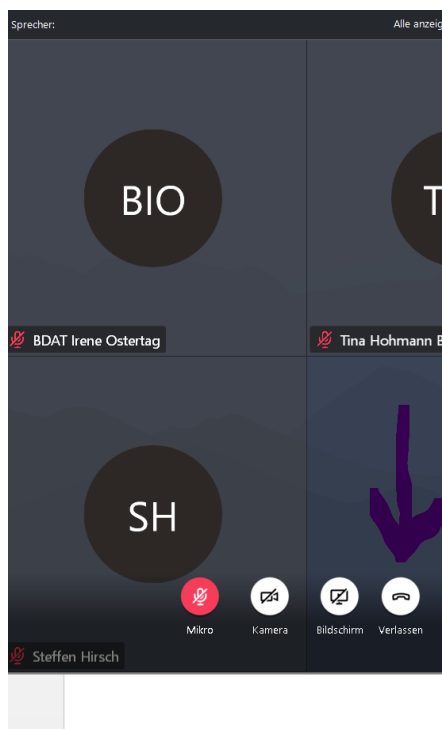 Sprecher:
Alle anzeig
BIO
T
BDAT Irene Ostertag
Tina Hohmann B
SH
Mikro
Kamera
Bildschirm
Verlassen
Steffen Hirsch